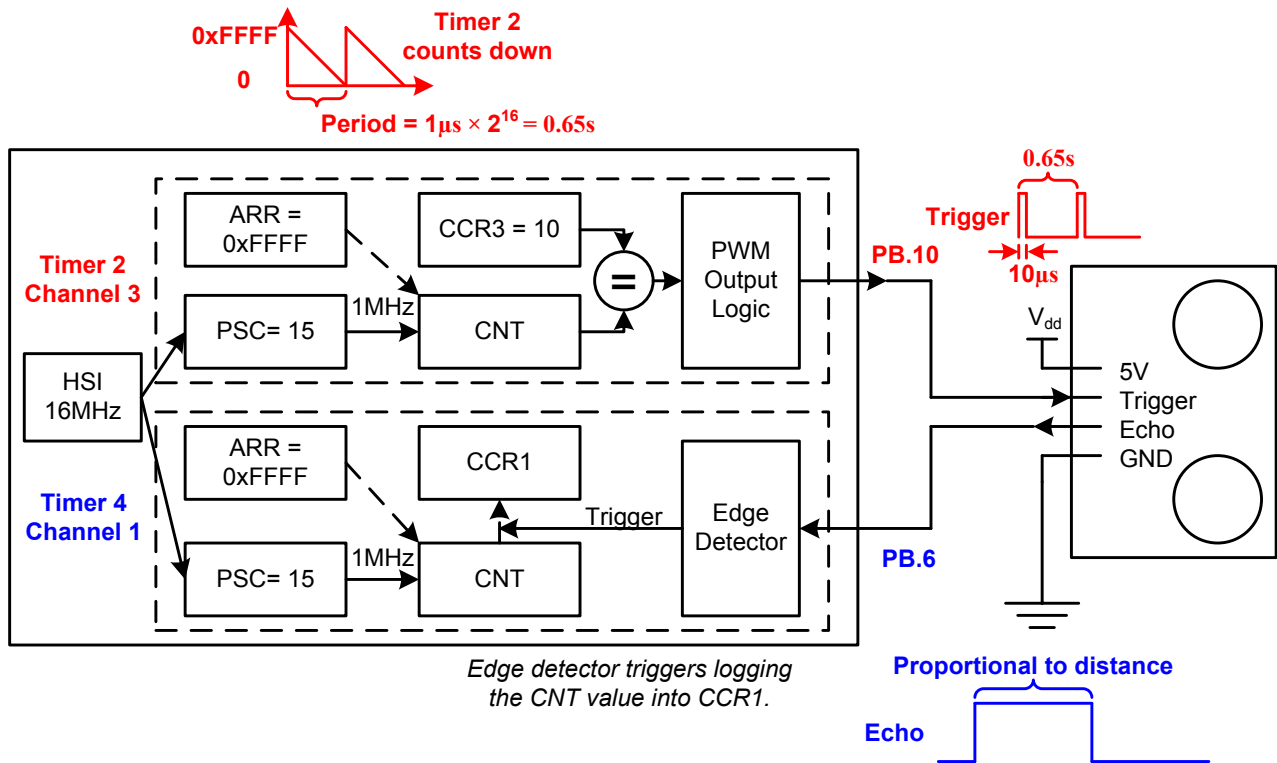 0xFFFF
0
Timer 2
counts down
Period = 1µs × 2¹⁶ = 0.65s
0.65s
Trigger
10µs
Timer 2
Channel 3
ARR =
0xFFFF
CCR3 = 10
=
PWM
Output
Logic
PB.10
PSC= 15
1MHz
CNT
HSI
16MHz
Vdd
5V
Trigger
Echo
GND
Timer 4
Channel 1
ARR =
0xFFFF
CCR1
Trigger
Edge
Detector
PB.6
PSC= 15
1MHz
CNT
Edge detector triggers logging
the CNT value into CCR1.
Proportional to distance
Echo